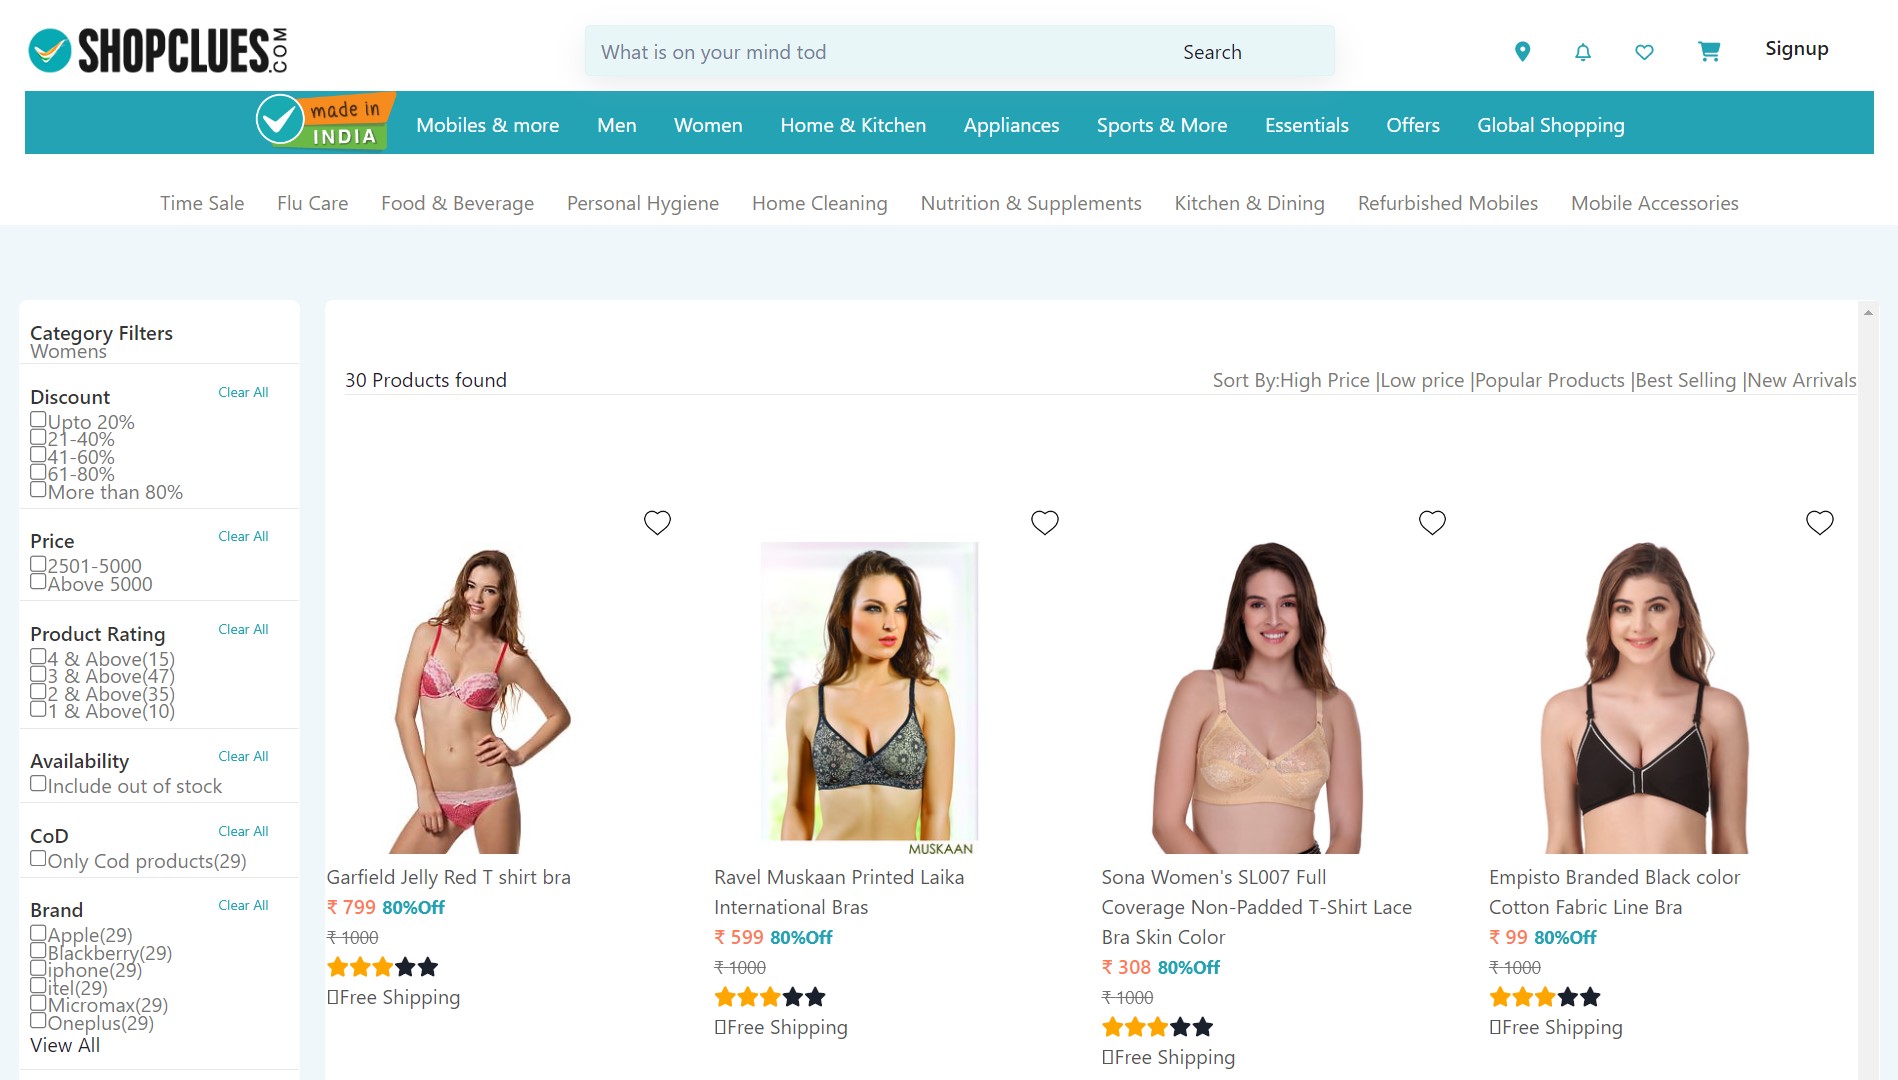 SHOPCLUES.COM
What is on your mind tod
Search
Signup
made in
INDIA
Mobiles & more
Men
Women
Home & Kitchen
Appliances
Sports & More
Essentials
Offers
Global Shopping
Time Sale
Flu Care
Food & Beverage
Personal Hygiene
Home Cleaning
Nutrition & Supplements
Kitchen & Dining
Refurbished Mobiles
Mobile Accessories
Category Filters
Womens
Discount
Clear All
Upto 20%
21-40%
41-60%
61-80%
More than 80%
Price
Clear All
2501-5000
Above 5000
Product Rating
Clear All
4 & Above(15)
3 & Above(47)
2 & Above(35)
1 & Above(10)
Availability
Clear All
Include out of stock
CoD
Clear All
Only Cod products(29)
Brand
Clear All
Apple(29)
Blackberry(29)
iphone(29)
itel(29)
Micromax(29)
Oneplus(29)
View All
30 Products found
Sort By:High Price |Low price |Popular Products |Best Selling |New Arrivals
Garfield Jelly Red T shirt bra
₹ 799 80%Off
₹ 1000
Free Shipping
MUSKAAN
Ravel Muskaan Printed Laika
International Bras
₹ 599 80%Off
₹ 1000
Free Shipping
Sona Women's SL007 Full
Coverage Non-Padded T-Shirt Lace
Bra Skin Color
₹ 308 80%Off
₹ 1000
Free Shipping
Empisto Branded Black color
Cotton Fabric Line Bra
₹ 99 80%Off
₹ 1000
Free Shipping